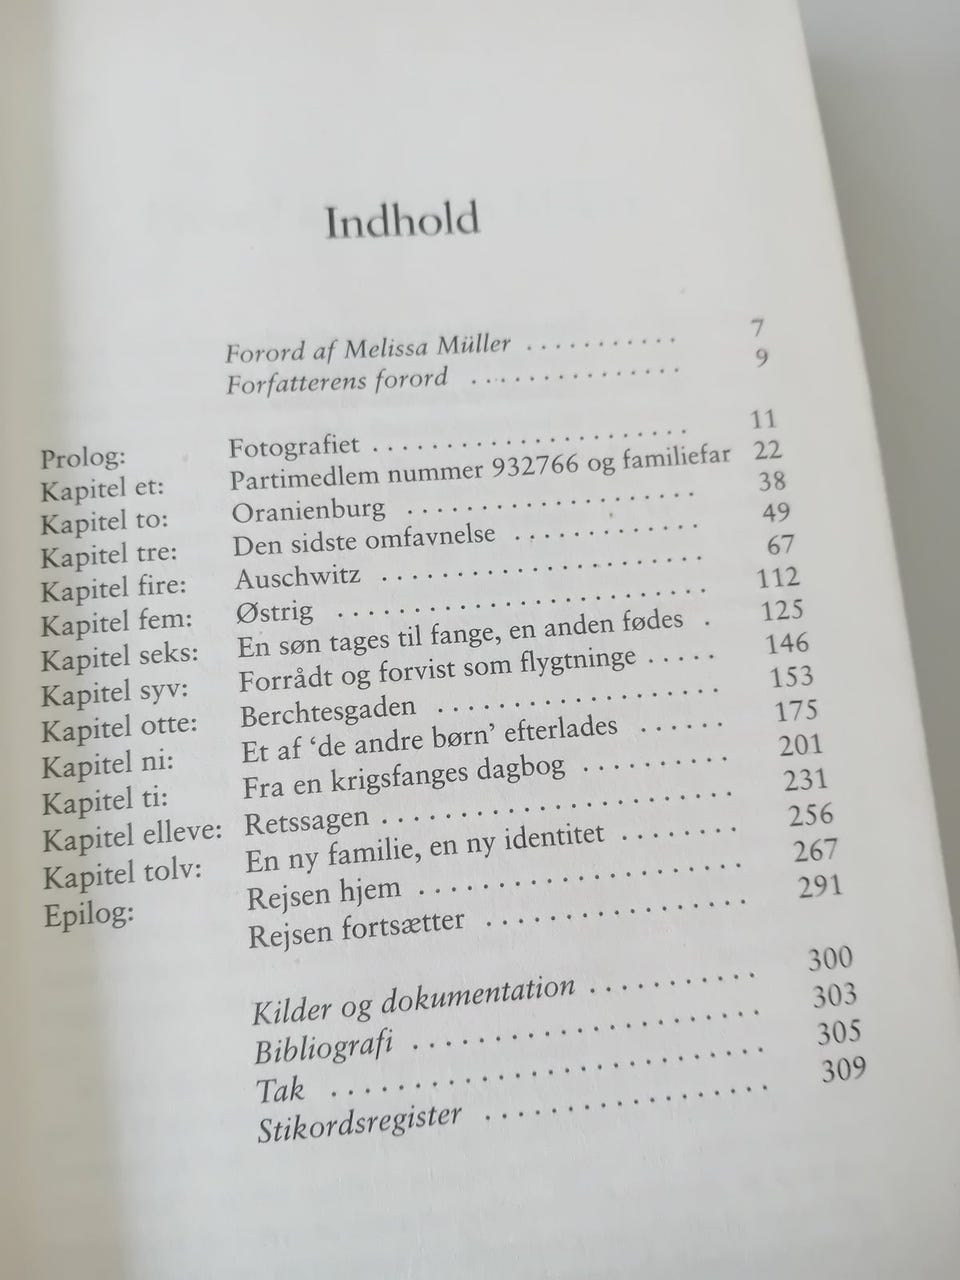 Indhold
Forord af Melissa Müller . . . . . . . . . . . 7
Forfatterens forord . . . . . . . . . . . . . . . 9
Prolog: Fotografiet . . . . . . . . . . . . . . . . . . . . . . 11
Kapitel et: Partimedlem nummer 932766 og familiefar 22
Kapitel to: Oranienburg . . . . . . . . . . . . . . . . . . . . 38
Kapitel tre: Den sidste omfavnelse . . . . . . . . . . . . . 49
Kapitel fire: Auschwitz . . . . . . . . . . . . . . . . . . . . . . 67
Kapitel fem: Østrig . . . . . . . . . . . . . . . . . . . . . . . . . 112
Kapitel seks: En søn tages til fange, en anden fødes . 125
Kapitel syv: Forrådt og forvist som flygtninge . . . . . 146
Kapitel otte: Berchtesgaden . . . . . . . . . . . . . . . . . . . 153
Kapitel ni: Et af ‘de andre børn’ efterlades . . . . . . 175
Kapitel ti: Fra en krigsfanges dagbog . . . . . . . . . . 201
Kapitel elleve: Retssagen . . . . . . . . . . . . . . . . . . . . . . . . 231
Kapitel tolv: En ny familie, en ny identitet . . . . . . . . 256
Epilog: Rejsen hjem . . . . . . . . . . . . . . . . . . . . . . 267
Rejsen fortsætter . . . . . . . . . . . . . . . . . 291
Kilder og dokumentation . . . . . . . . . . . 300
Bibliografi . . . . . . . . . . . . . . . . . . . . . . . 303
Tak . . . . . . . . . . . . . . . . . . . . . . . . . . . . 305
Stikordsregister . . . . . . . . . . . . . . . . . . 309